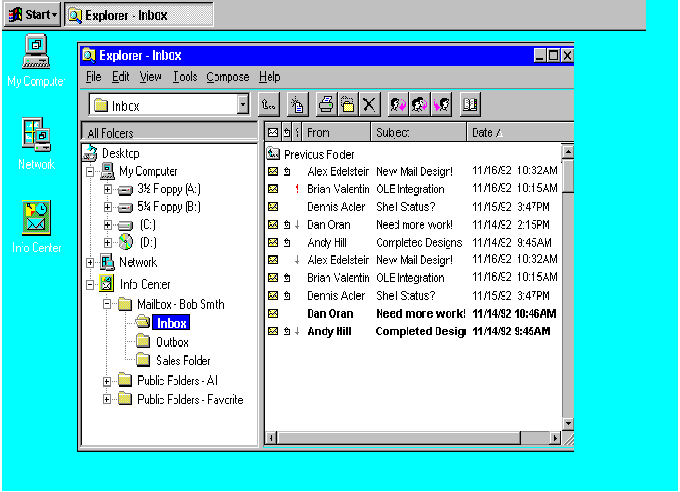 Start
Explorer - Inbox
My Computer
Network
Info Center
Explorer - Inbox
File Edit View Tools Compose Help
Inbox
All Folders
From Subject Date
Desktop
My Computer
3½ Floppy (A:)
5¼ Floppy (B:)
(C:)
(D:)
Network
Info Center
Mailbox - Bob Smith
Inbox
Outbox
Sales Folder
Public Folders - All
Public Folders - Favorite
Previous Folder
Alex Edelstein New Mail Design! 11/16/92 10:32AM
! Brian Valentin OLE Integration 11/16/92 10:15AM
Dennis Adler Shell Status? 11/15/92 3:47PM
Dan Oran Need more work! 11/14/92 2:15PM
Andy Hill Completed Designs 11/14/92 9:45AM
Alex Edelstein New Mail Design! 11/16/92 10:32AM
Brian Valentin OLE Integration 11/16/92 10:15AM
Dennis Adler Shell Status? 11/15/92 3:47PM
Dan Oran Need more work! 11/14/92 10:46AM
Andy Hill Completed Desig 11/14/92 9:45AM